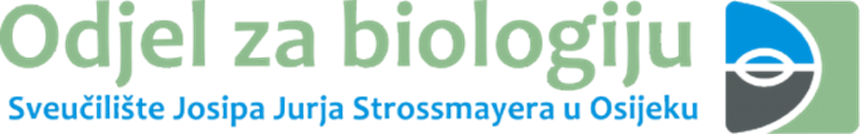 Odjel za biologiju
Sveučilište Josipa Jurja Strossmayera u Osijeku